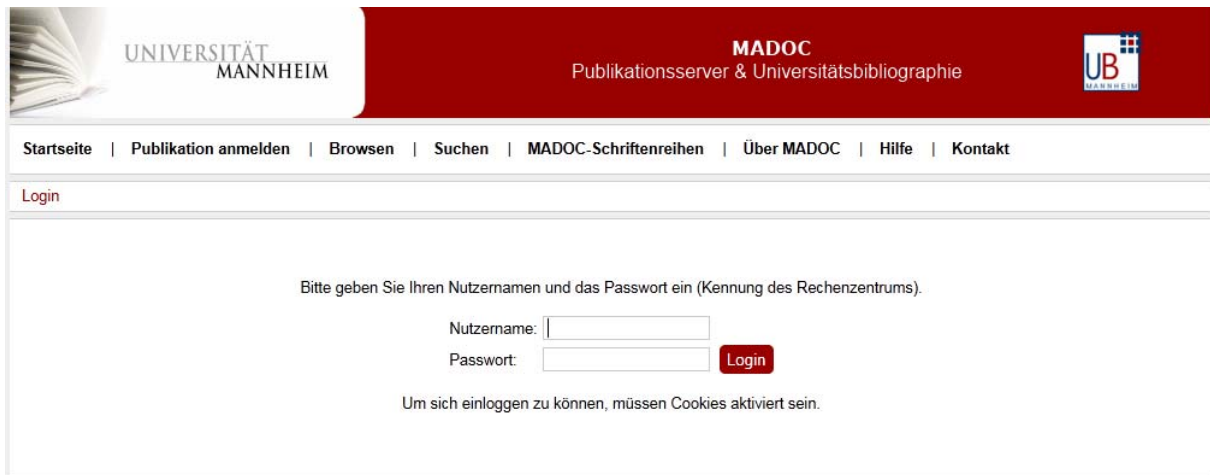 UNIVERSITÄT
MANNHEIM
MADOC
Publikationsserver & Universitätsbibliographie
UB
MANNHEIM
Startseite | Publikation anmelden | Browsen | Suchen | MADOC-Schriftenreihen | Über MADOC | Hilfe | Kontakt
Login
Bitte geben Sie Ihren Nutzernamen und das Passwort ein (Kennung des Rechenzentrums).
Nutzername:
Passwort: Login
Um sich einloggen zu können, müssen Cookies aktiviert sein.